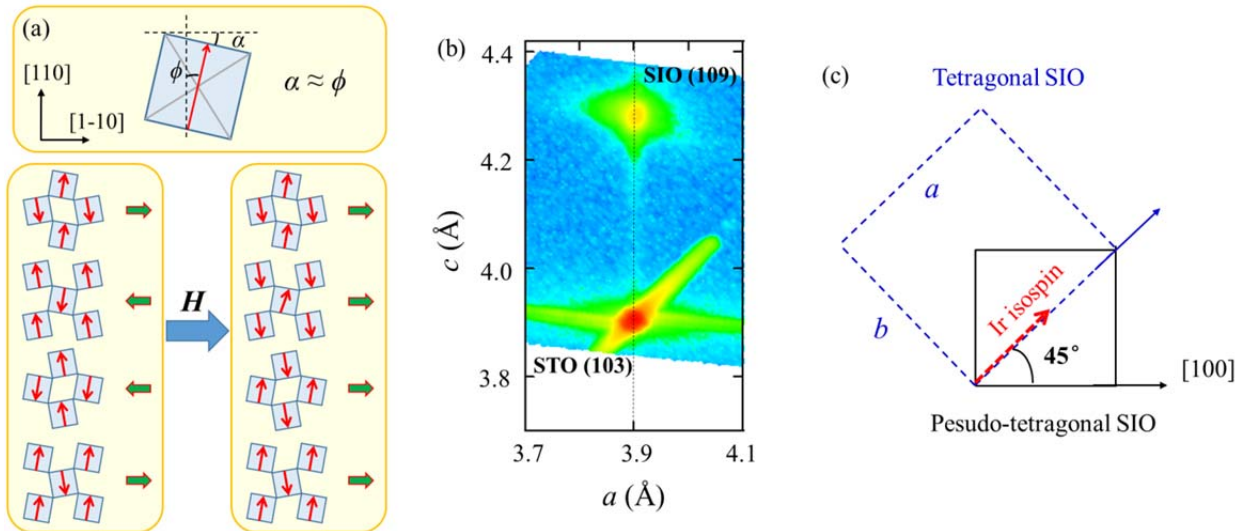 (a)
[110]
[1-10]
ϕ
α
α ≈ ϕ
H
(b)
4.4
4.2
4.0
3.8
c (Å)
SIO (109)
STO (103)
3.7
3.9
4.1
a (Å)
(c)
Tetragonal SIO
a
b
Ir isospin
45°
[100]
Pesudo-tetragonal SIO